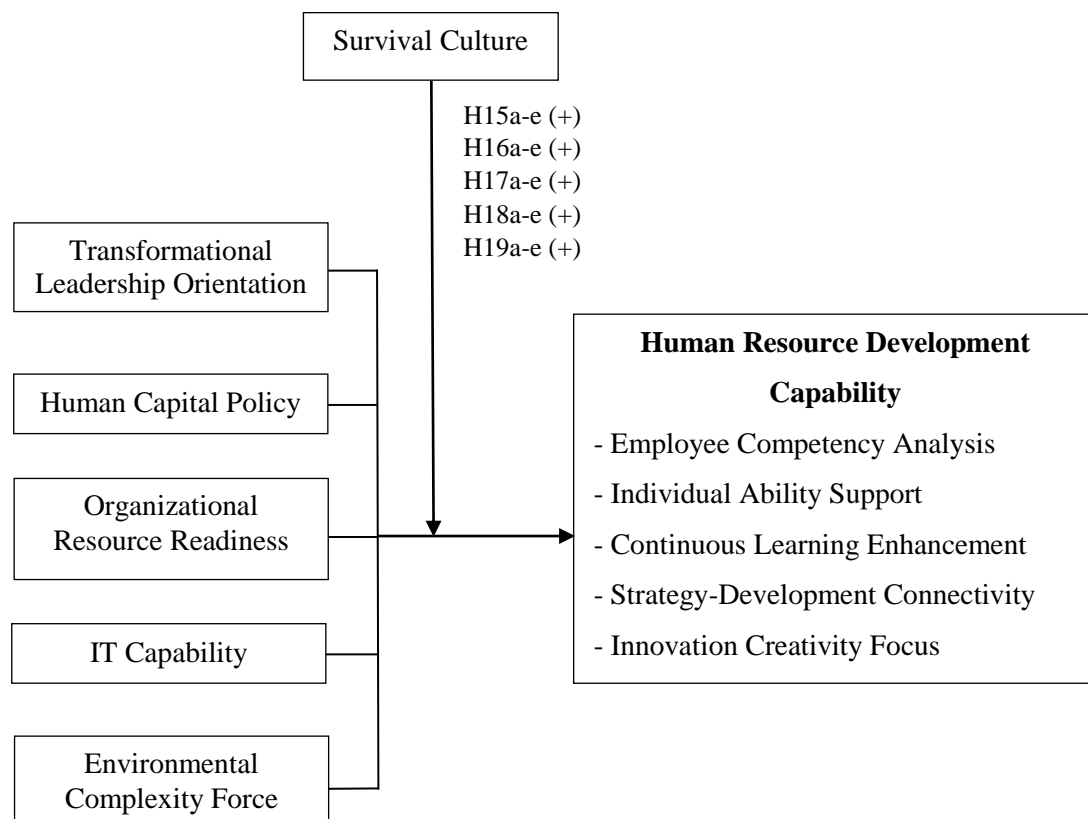 Survival Culture
H15a-e (+)
H16a-e (+)
H17a-e (+)
H18a-e (+)
H19a-e (+)
Transformational
Leadership Orientation
Human Capital Policy
Organizational
Resource Readiness
IT Capability
Environmental
Complexity Force
Human Resource Development
Capability
- Employee Competency Analysis
- Individual Ability Support
- Continuous Learning Enhancement
- Strategy-Development Connectivity
- Innovation Creativity Focus